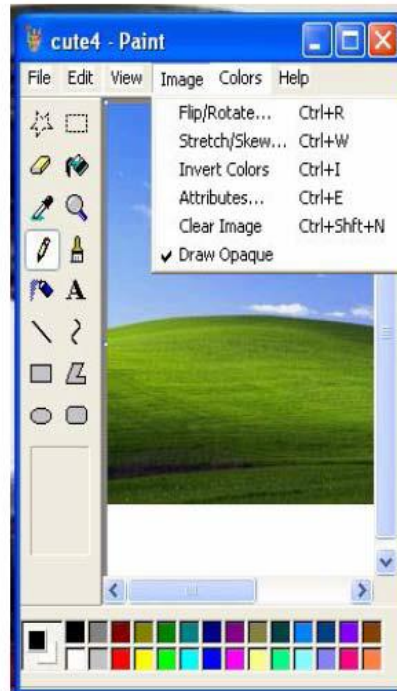 cute4 - Paint
File Edit View Image Colors Help
Flip/Rotate... Ctrl+R
Stretch/Skew... Ctrl+W
Invert Colors Ctrl+I
Attributes... Ctrl+E
Clear Image Ctrl+Shft+N
Draw Opaque
A